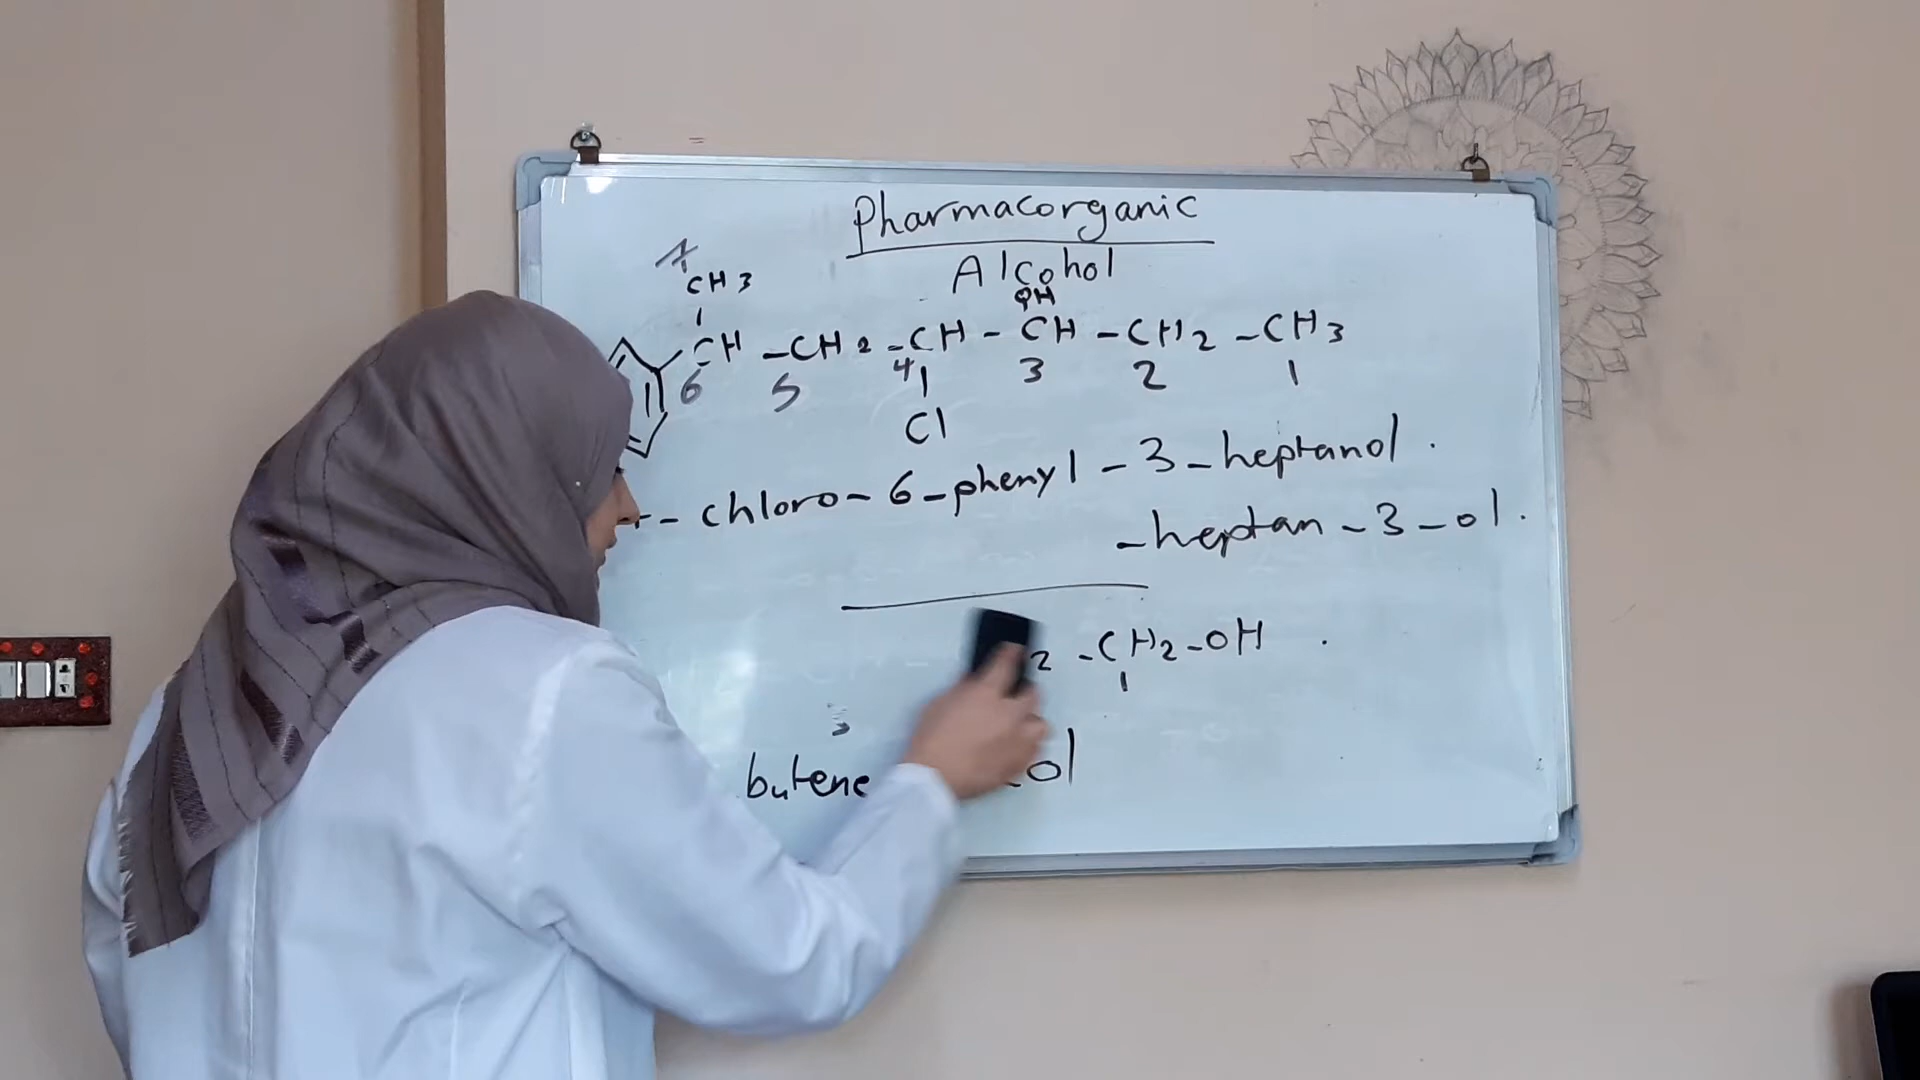 Pharmacorganic
Alcohol
7
CH3
OH
CH - CH2 - CH - CH - CH2 - CH3
6 5 4 3 2 1
Cl
- chloro - 6 - phenyl - 3 - heptanol .
- heptan - 3 - ol .
2 - CH2 - OH .
1
3
butene ol